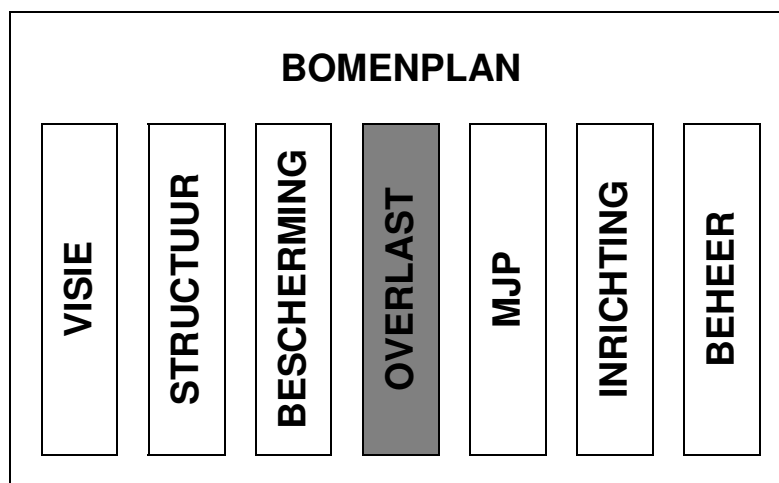 BOMENPLAN
VISIE
STRUCTUUR
BESCHERMING
OVERLAST
MJP
INRICHTING
BEHEER